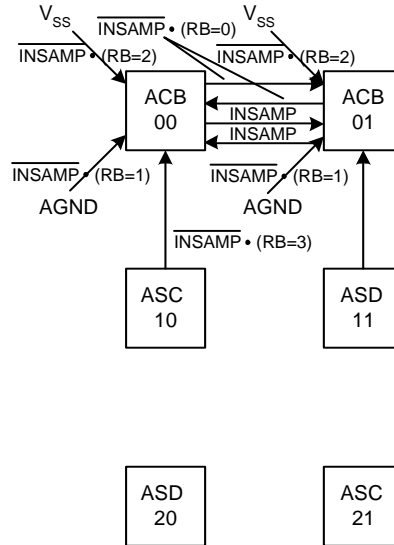 INSAMP • (RB=0)
VSS
VSS
INSAMP • (RB=2)
INSAMP • (RB=2)
ACB
00
ACB
01
INSAMP
INSAMP
INSAMP • (RB=1)
INSAMP • (RB=1)
AGND
AGND
INSAMP • (RB=3)
ASC
10
ASD
11
ASD
20
ASC
21